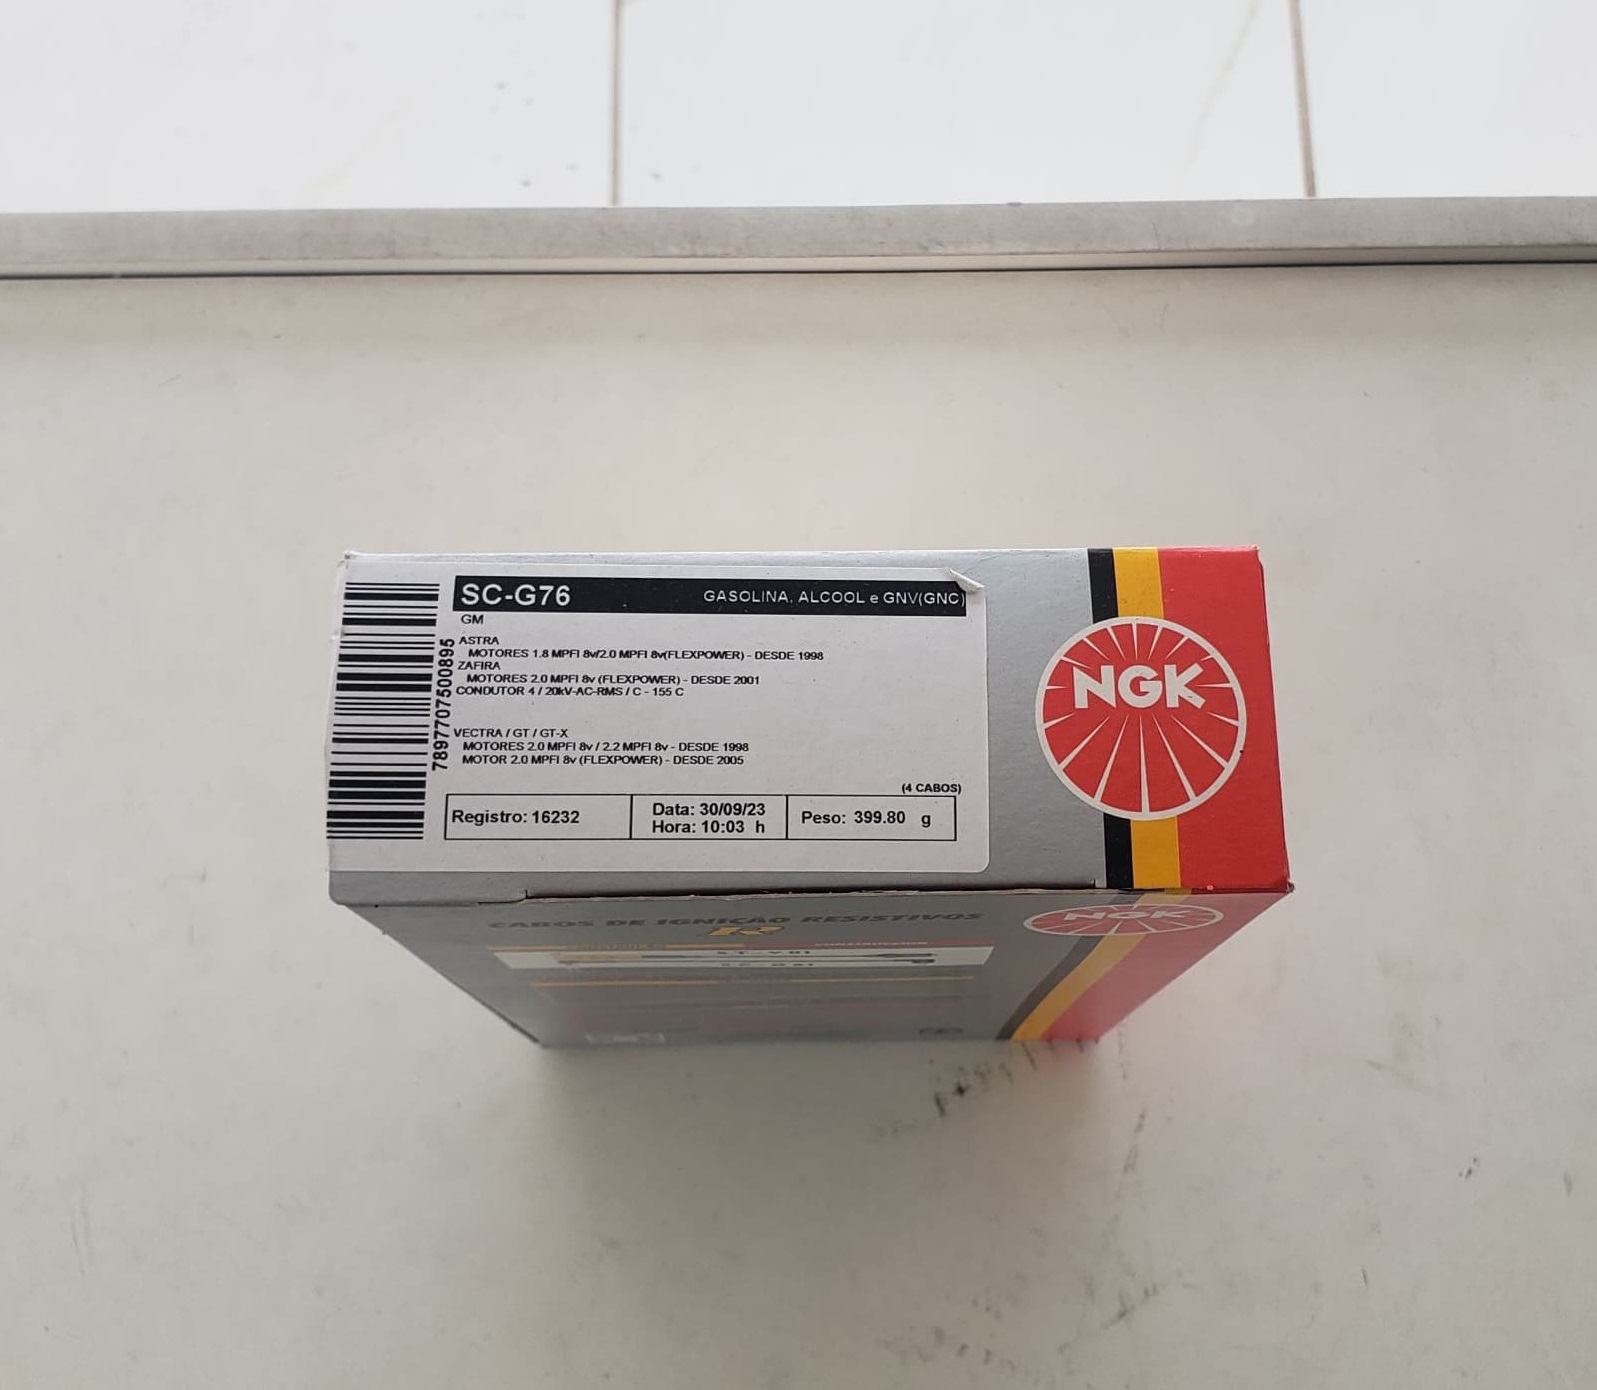 SC-G76 GASOLINA, ALCOOL e GNV(GNC)
GM
ASTRA
MOTORES 1.8 MPFI 8v/2.0 MPFI 8v(FLEXPOWER) - DESDE 1998
ZAFIRA
MOTORES 2.0 MPFI 8v (FLEXPOWER) - DESDE 2001
CONDUTOR 4 / 20kV-AC-RMS / C - 155 C
VECTRA / GT / GT-X
MOTORES 2.0 MPFI 8v / 2.2 MPFI 8v - DESDE 1998
MOTOR 2.0 MPFI 8v (FLEXPOWER) - DESDE 2005
(4 CABOS)
Registro: 16232
Data: 30/09/23
Hora: 10:03 h
Peso: 399.80 g
7897707500895
NGK
CABOS DE IGNIÇÃO RESISTIVOS
R
NGK